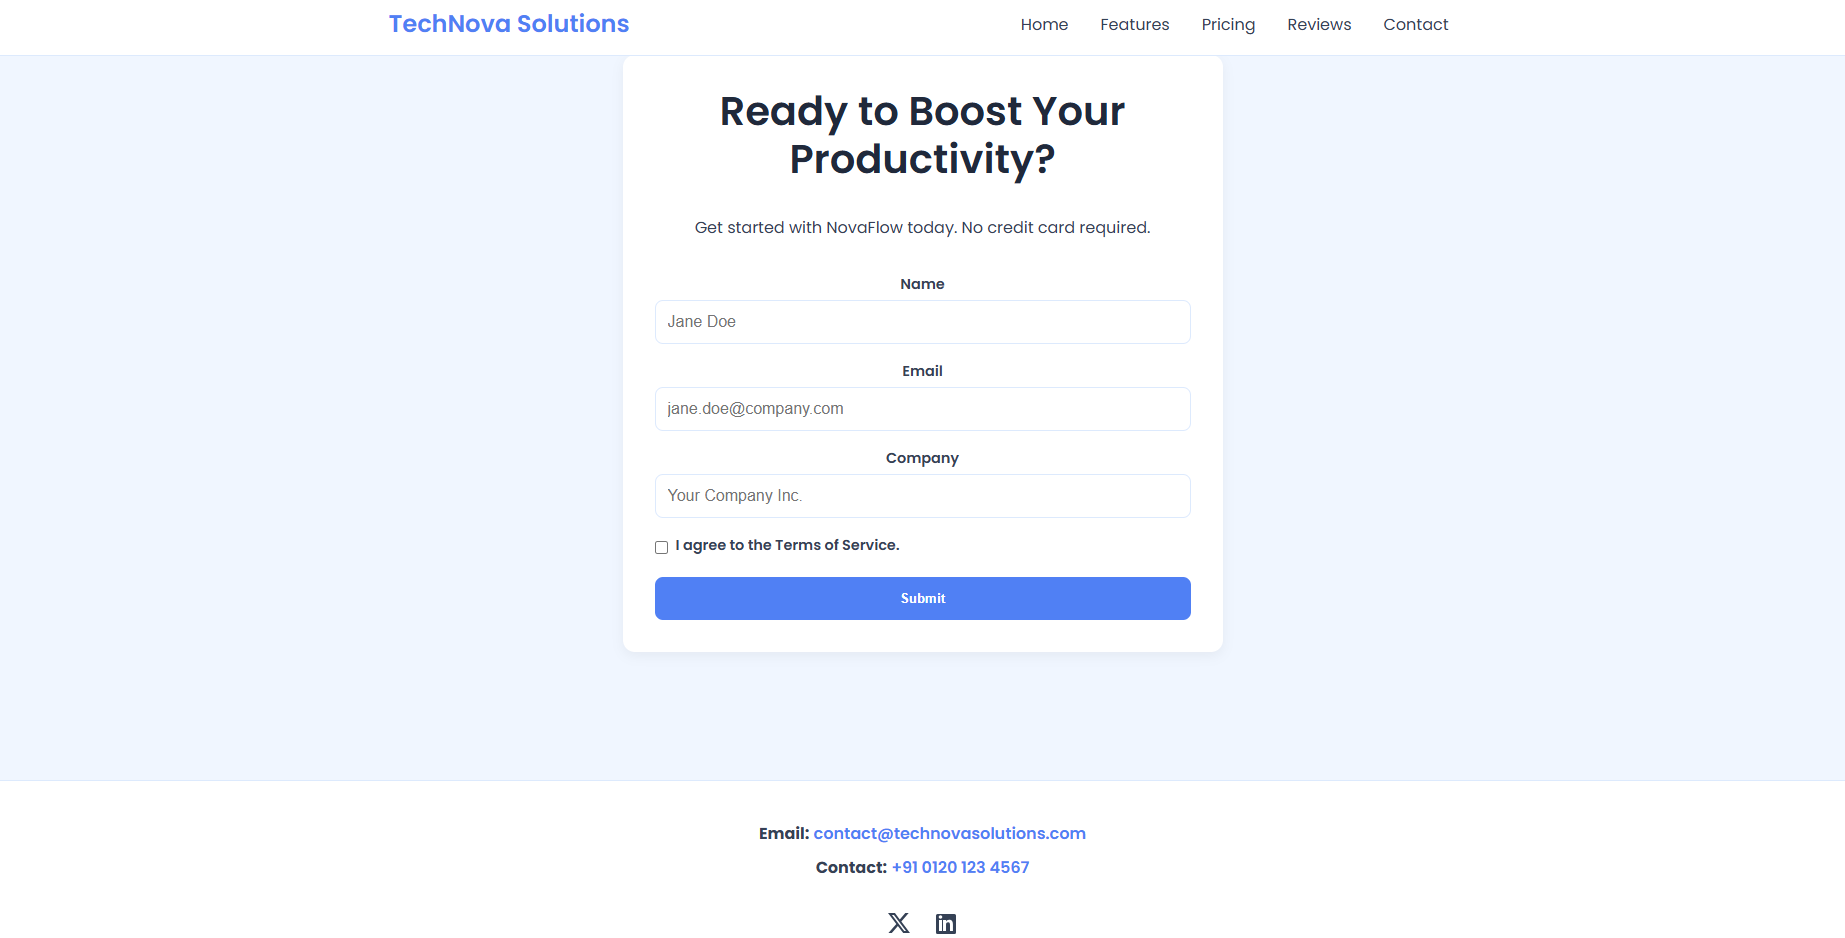 TechNova Solutions
Home Features Pricing Reviews Contact
Ready to Boost Your
Productivity?
Get started with NovaFlow today. No credit card required.
Name
Jane Doe
Email
jane.doe@company.com
Company
Your Company Inc.
I agree to the Terms of Service.
Submit
Email: contact@technovasolutions.com
Contact: +91 0120 123 4567